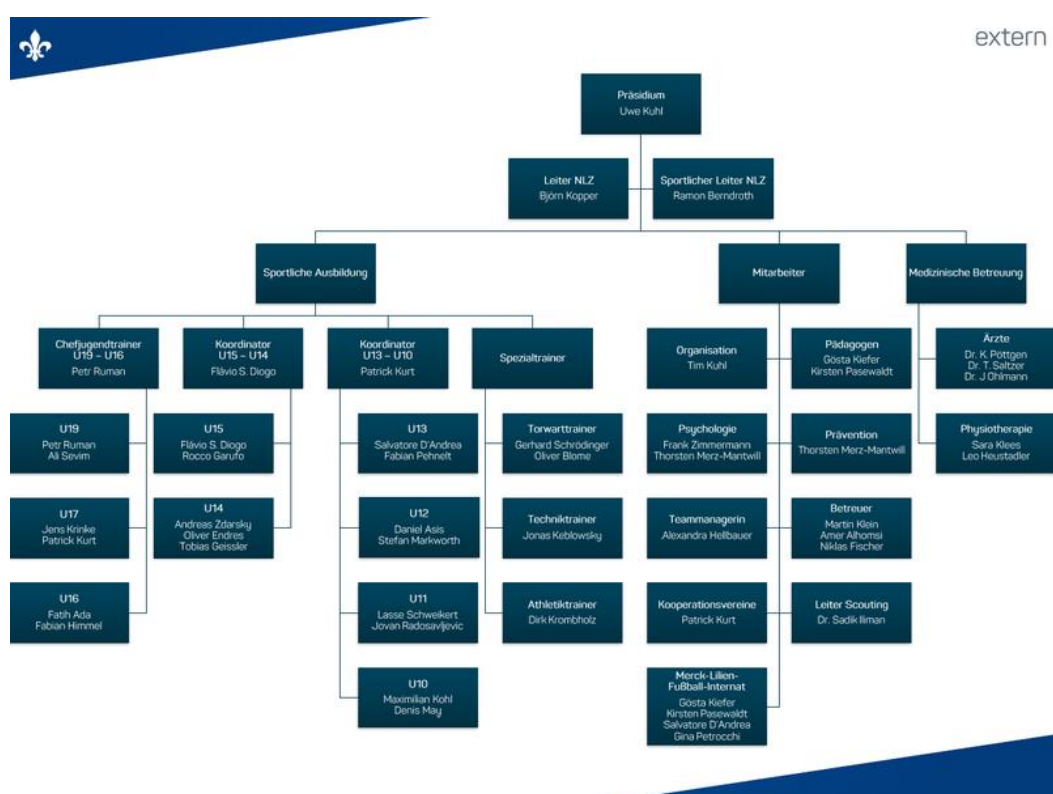 extern
Präsidium
Uwe Kuhl
Leiter NLZ
Björn Kopper
Sportlicher Leiter NLZ
Ramon Berndroth
Sportliche Ausbildung
Mitarbeiter
Medizinische Betreuung
Chefjugendtrainer
U19 – U16
Petr Ruman
Koordinator
U15 – U14
Flávio S. Diogo
Koordinator
U13 – U10
Patrick Kurt
Spezialtrainer
Organisation
Tim Kuhl
Pädagogen
Gösta Kiefer
Kirsten Pasewaldt
Ärzte
Dr. K. Pöttgen
Dr. T. Saltzer
Dr. J Ohlmann
U19
Petr Ruman
Ali Sevim
U15
Flávio S. Diogo
Rocco Garufo
U13
Salvatore D'Andrea
Fabian Pehnelt
Torwarttrainer
Gerhard Schrödinger
Oliver Blome
Psychologie
Frank Zimmermann
Thorsten Merz-Mantwill
Prävention
Thorsten Merz-Mantwill
Physiotherapie
Sara Klees
Leo Heustadler
U17
Jens Krinke
Patrick Kurt
U14
Andreas Zdarsky
Oliver Endres
Tobias Geissler
U12
Daniel Asis
Stefan Markworth
Techniktrainer
Jonas Keblowsky
Teammanagerin
Alexandra Hellbauer
Betreuer
Martin Klein
Amer Alhomsi
Niklas Fischer
U16
Fatih Ada
Fabian Himmel
U11
Lasse Schweikert
Jovan Radosavljevic
Athletiktrainer
Dirk Krombholz
Kooperationsvereine
Patrick Kurt
Leiter Scouting
Dr. Sadik Iliman
U10
Maximilian Kohl
Denis May
Merck-Lilien-
Fußball-Internat
Gösta Kiefer
Kirsten Pasewaldt
Salvatore D'Andrea
Gina Petrocchi